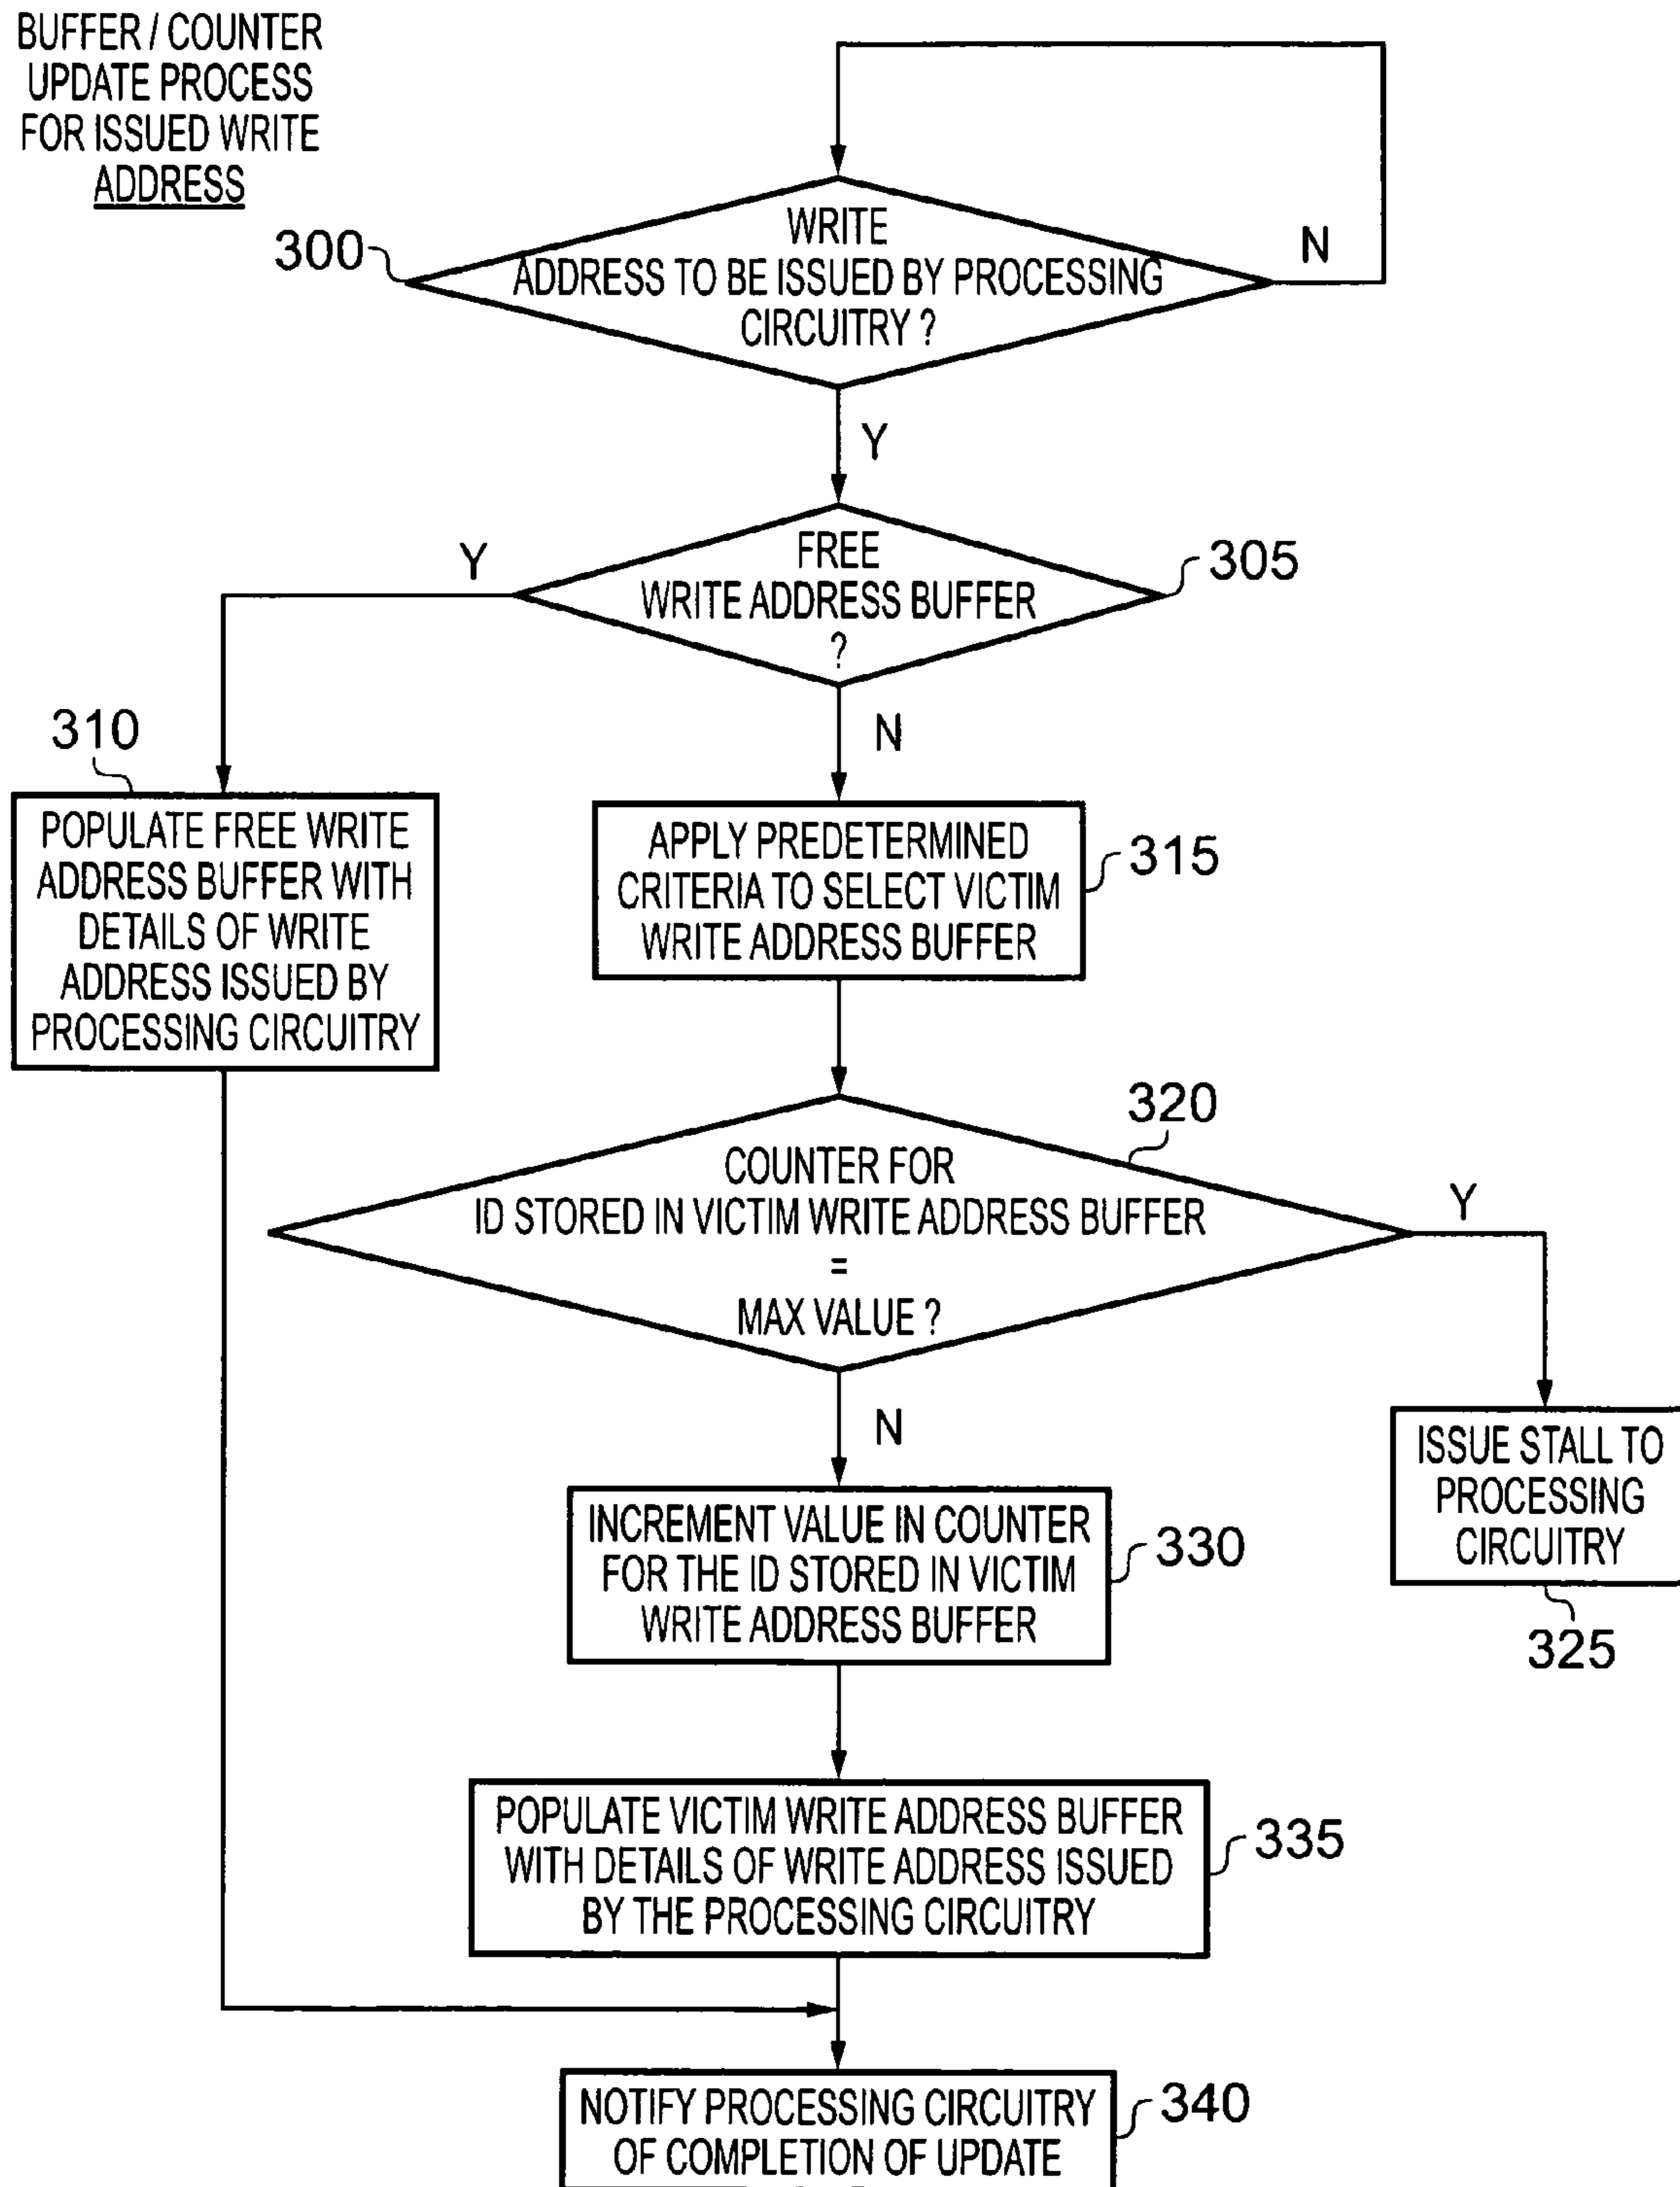 BUFFER / COUNTER
UPDATE PROCESS
FOR ISSUED WRITE
ADDRESS
300
WRITE
ADDRESS TO BE ISSUED BY PROCESSING
CIRCUITRY ?
N
Y
FREE
WRITE ADDRESS BUFFER
?
305
Y
N
310
POPULATE FREE WRITE
ADDRESS BUFFER WITH
DETAILS OF WRITE
ADDRESS ISSUED BY
PROCESSING CIRCUITRY
APPLY PREDETERMINED
CRITERIA TO SELECT VICTIM
WRITE ADDRESS BUFFER
315
320
COUNTER FOR
ID STORED IN VICTIM WRITE ADDRESS BUFFER
=
MAX VALUE ?
Y
N
ISSUE STALL TO
PROCESSING
CIRCUITRY
325
INCREMENT VALUE IN COUNTER
FOR THE ID STORED IN VICTIM
WRITE ADDRESS BUFFER
330
POPULATE VICTIM WRITE ADDRESS BUFFER
WITH DETAILS OF WRITE ADDRESS ISSUED
BY THE PROCESSING CIRCUITRY
335
NOTIFY PROCESSING CIRCUITRY
OF COMPLETION OF UPDATE
340